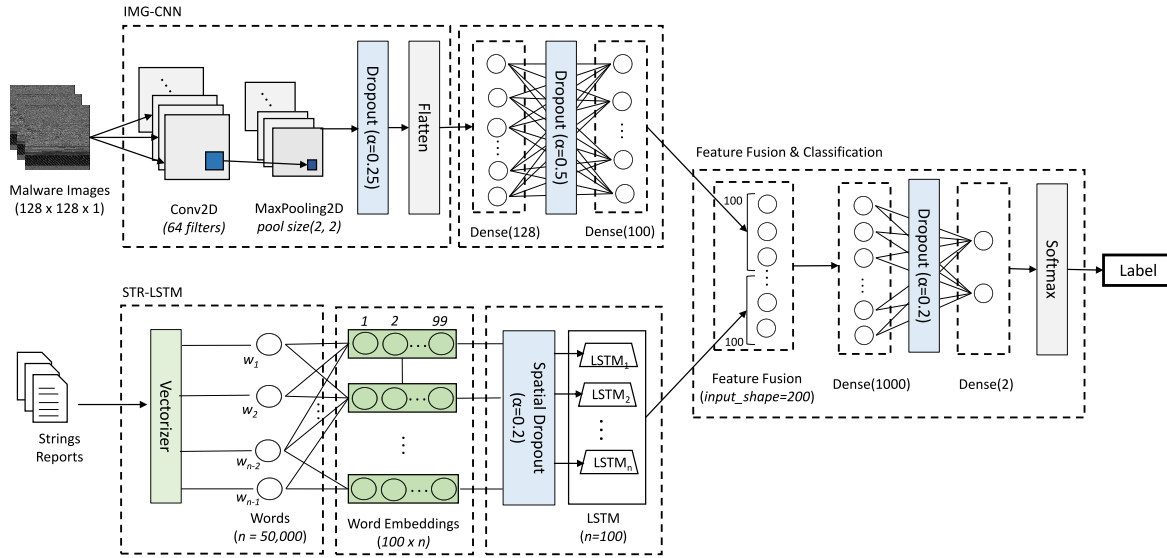 IMG-CNN
Malware Images
(128 x 128 x 1)
Conv2D
(64 filters)
MaxPooling2D
pool size(2, 2)
Dropout (α=0.25)
Flatten
Dense(128)
Dropout (α=0.5)
Dense(100)
STR-LSTM
Strings
Reports
Vectorizer
w1
w2
wn-2
wn-1
Words
(n = 50,000)
1 2 99
Word Embeddings
(100 x n)
Spatial Dropout
(α=0.2)
LSTM1
LSTM2
LSTMn
LSTM
(n=100)
Feature Fusion & Classification
100
100
Feature Fusion
(input_shape=200)
Dense(1000)
Dropout
(α=0.2)
Dense(2)
Softmax
Label